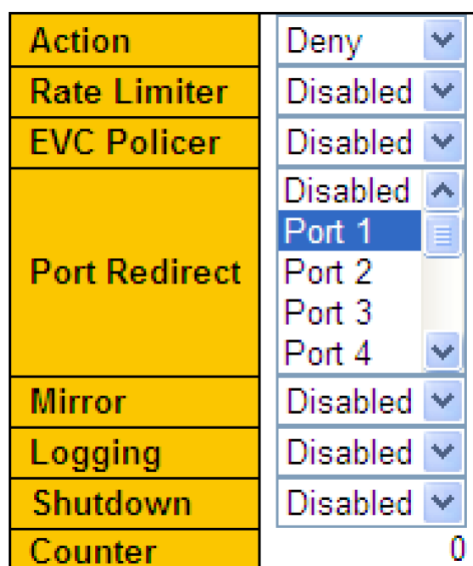 Action Deny
Rate Limiter Disabled
EVC Policer Disabled
Port Redirect Disabled
Port 1
Port 2
Port 3
Port 4
Mirror Disabled
Logging Disabled
Shutdown Disabled
Counter 0